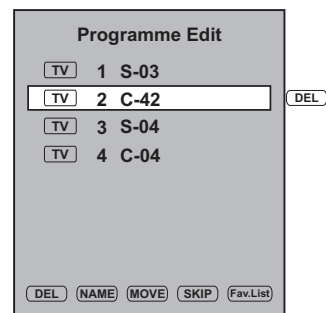 Programme Edit
TV 1 S-03
TV 2 C-42 DEL
TV 3 S-04
TV 4 C-04
DEL NAME MOVE SKIP Fav.List